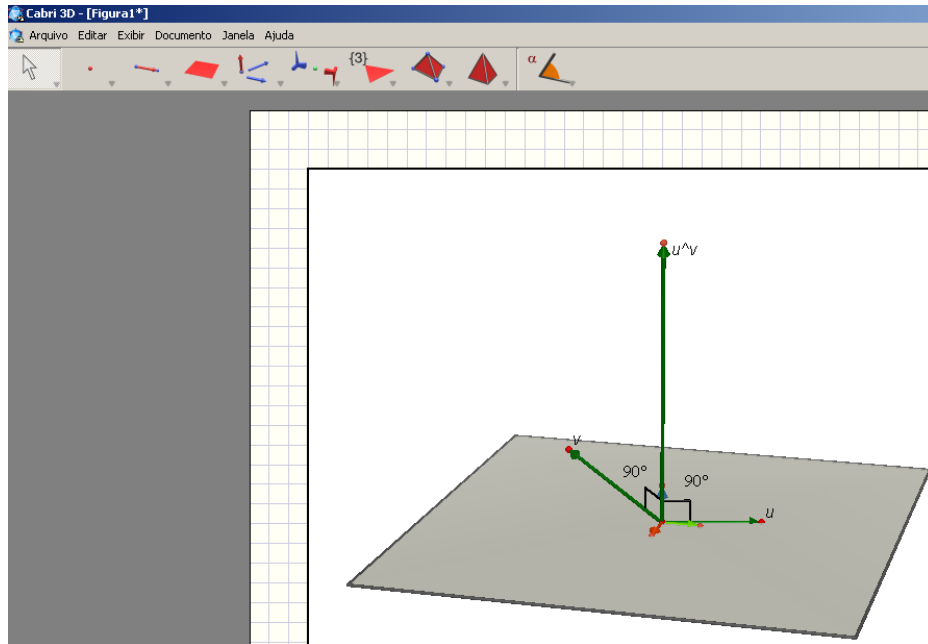 Cabri 3D - [Figura1*]
Arquivo Editar Exibir Documento Janela Ajuda
{3} α
u^v
v
90° 90°
u